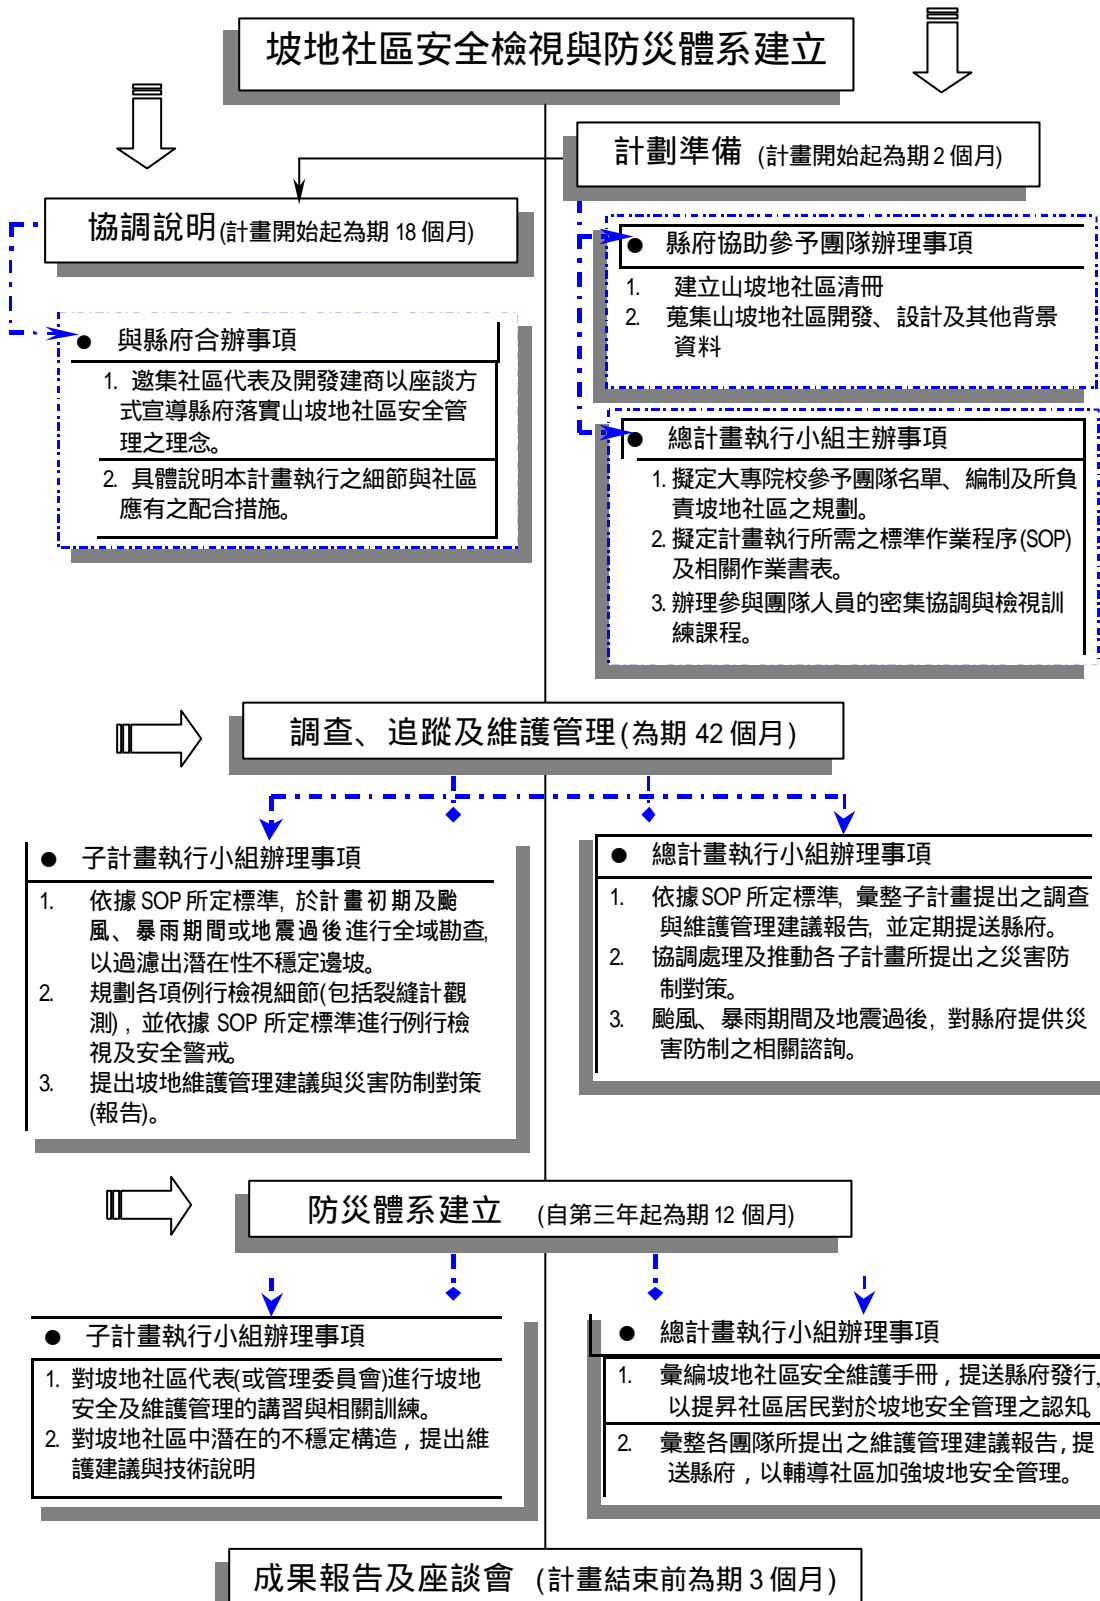 坡地社區安全檢視與防災體系建立
計劃準備 (計畫開始起為期 2 個月)
協調說明(計畫開始起為期 18 個月)
● 縣府協助參予團隊辦理事項
1. 建立山坡地社區清冊
2. 蒐集山坡地社區開發、設計及其他背景
資料
● 與縣府合辦事項
1. 邀集社區代表及開發建商以座談方
式宣導縣府落實山坡地社區安全管
理之理念。
2. 具體說明本計畫執行之細節與社區
應有之配合措施。
● 總計畫執行小組主辦事項
1. 擬定大專院校參予團隊名單、編制及所負
責坡地社區之規劃。
2. 擬定計畫執行所需之標準作業程序(SOP)
及相關作業書表。
3. 辦理參與團隊人員的密集協調與檢視訓
練課程。
調查、追蹤及維護管理(為期 42 個月)
● 子計畫執行小組辦理事項
1. 依據 SOP 所定標準, 於計畫初期及颱
風、暴雨期間或地震過後進行全域勘查,
以過濾出潛在性不穩定邊坡。
2. 規劃各項例行檢視細節(包括裂縫計觀
測) , 並依據 SOP 所定標準進行例行檢
視及安全警戒。
3. 提出坡地維護管理建議與災害防制對策
(報告)。
● 總計畫執行小組辦理事項
1. 依據 SOP 所定標準, 彙整子計畫提出之調查
與維護管理建議報告, 並定期提送縣府。
2. 協調處理及推動各子計畫所提出之災害防
制對策。
3. 颱風、暴雨期間及地震過後, 對縣府提供災
害防制之相關諮詢。
防災體系建立 (自第三年起為期 12 個月)
● 子計畫執行小組辦理事項
1. 對坡地社區代表(或管理委員會)進行坡地
安全及維護管理的講習與相關訓練。
2. 對坡地社區中潛在的不穩定構造 , 提出維
護建議與技術說明
● 總計畫執行小組辦理事項
1. 彙編坡地社區安全維護手冊 , 提送縣府發行,
以提昇社區居民對於坡地安全管理之認知。
2. 彙整各團隊所提出之維護管理建議報告, 提
送縣府 , 以輔導社區加強坡地安全管理。
成果報告及座談會 (計畫結束前為期 3 個月)